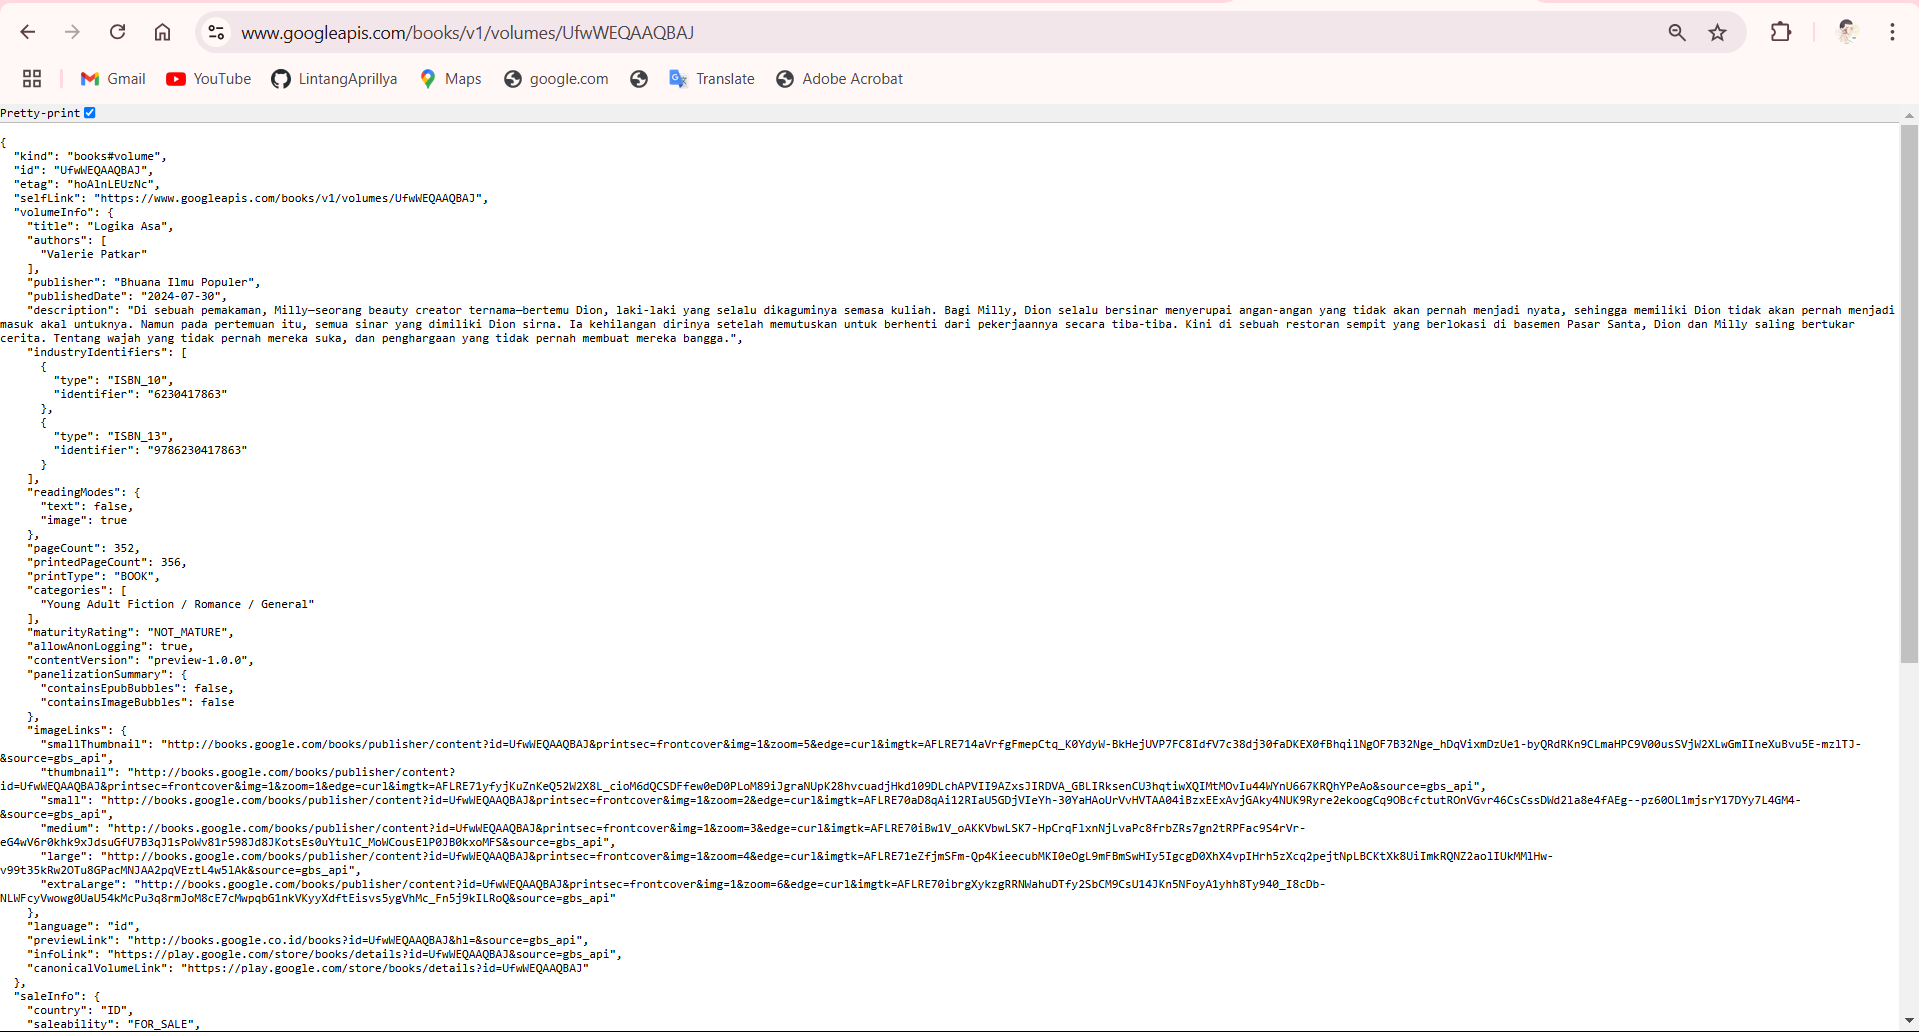 www.googleapis.com/books/v1/volumes/UfwWEQAAQBAJ
Gmail YouTube LintangAprillya Maps google.com Translate Adobe Acrobat
Pretty-print
{
  "kind": "books#volume",
  "id": "UfwWEQAAQBAJ",
  "etag": "hoAlnLEUzNc",
  "selfLink": "https://www.googleapis.com/books/v1/volumes/UfwWEQAAQBAJ",
  "volumeInfo": {
    "title": "Logika Asa",
    "authors": [
      "Valerie Patkar"
    ],
    "publisher": "Bhuana Ilmu Populer",
    "publishedDate": "2024-07-30",
    "description": "Di sebuah pemakaman, Milly—seorang beauty creator ternama—bertemu Dion, laki-laki yang selalu dikaguminya semasa kuliah. Bagi Milly, Dion selalu bersinar menyerupai angan-angan yang tidak akan pernah menjadi nyata, sehingga memiliki Dion tidak akan pernah menjadi
masuk akal untuknya. Namun pada pertemuan itu, semua sinar yang dimiliki Dion sirna. Ia kehilangan dirinya setelah memutuskan untuk berhenti dari pekerjaannya secara tiba-tiba. Kini di sebuah restoran sempit yang berlokasi di basemen Pasar Santa, Dion dan Milly saling bertukar
cerita. Tentang wajah yang tidak pernah mereka suka, dan penghargaan yang tidak pernah membuat mereka bangga.",
    "industryIdentifiers": [
      {
        "type": "ISBN_10",
        "identifier": "6230417863"
      },
      {
        "type": "ISBN_13",
        "identifier": "9786230417863"
      }
    ],
    "readingModes": {
      "text": false,
      "image": true
    },
    "pageCount": 352,
    "printedPageCount": 356,
    "printType": "BOOK",
    "categories": [
      "Young Adult Fiction / Romance / General"
    ],
    "maturityRating": "NOT_MATURE",
    "allowAnonLogging": true,
    "contentVersion": "preview-1.0.0",
    "panelizationSummary": {
      "containsEpubBubbles": false,
      "containsImageBubbles": false
    },
    "imageLinks": {
      "smallThumbnail": "http://books.google.com/books/publisher/content?id=UfwWEQAAQBAJ&printsec=frontcover&img=1&zoom=5&edge=curl&imgtk=AFLRE714aVrfgFmepCtq_K0YdyW-BkHejUVP7FC8IdfV7c38dj30faDKEX0fBhqilNgOF7B32Nge_hDqVixmDzUe1-byQRdRKn9CLmaHPC9V00usSVjW2XLwGmIIneXuBvu5E-mzlTJ-
&source=gbs_api",
      "thumbnail": "http://books.google.com/books/publisher/content?
id=UfwWEQAAQBAJ&printsec=frontcover&img=1&zoom=1&edge=curl&imgtk=AFLRE71yfyjKuZnKeQ52W2X8L_cioM6dQCSDFfew0eD0PLoM89iJgraNUpK28hvcuadjHkd109DLchAPVII9AZxsJIRDVA_GBLIRksenCU3hqtiwXQIMtMOvIu44WYnU667KRQhYPeAo&source=gbs_api",
      "small": "http://books.google.com/books/publisher/content?id=UfwWEQAAQBAJ&printsec=frontcover&img=1&zoom=2&edge=curl&imgtk=AFLRE70aD8qAi12RIaU5GDjVIeYh-30YaHAoUrVvHVTAA04iBzxEExAvjGAky4NUK9Ryre2ekoogCq9OBcfctutROnVGvr46CsCssDWd2la8e4fAEg--pz60OL1mjsrY17DYy7L4GM4-
&source=gbs_api",
      "medium": "http://books.google.com/books/publisher/content?id=UfwWEQAAQBAJ&printsec=frontcover&img=1&zoom=3&edge=curl&imgtk=AFLRE70iBw1V_oAKKVbwLSK7-HpCrqFlxnNjLvaPc8frbZRs7gn2tRPFac9S4rVr-
eG4wV6r0khk9xJdsuGfU7B3qJ1sPoWv81r598Jd8JKotsEs0uYtulC_MoWCousElP0JB0kxoMFS&source=gbs_api",
      "large": "http://books.google.com/books/publisher/content?id=UfwWEQAAQBAJ&printsec=frontcover&img=1&zoom=4&edge=curl&imgtk=AFLRE71eZfjmSFm-Qp4KieecubMKI0eOgL9mFBmSwHIy5IgcgD0XhX4vpIHrh5zXcq2pejtNpLBCKtXk8UiImkRQNZ2aolIUkMMlHw-
v99t35kRw2OTu8GPacMNJAA2pqVEztL4w5lAk&source=gbs_api",
      "extraLarge": "http://books.google.com/books/publisher/content?id=UfwWEQAAQBAJ&printsec=frontcover&img=1&zoom=6&edge=curl&imgtk=AFLRE70ibrgXykzgRRNWahuDTfy2SbCM9CsU14JKn5NFoyA1yhh8Ty940_I8cDb-
NLWFcyVwowg0UaU54kMcPu3q8rmJoM8cE7cMwpqbG1nkVKyyXdftEisvs5ygVhMc_Fn5j9kILRoQ&source=gbs_api"
    },
    "language": "id",
    "previewLink": "http://books.google.co.id/books?id=UfwWEQAAQBAJ&hl=&source=gbs_api",
    "infoLink": "https://play.google.com/store/books/details?id=UfwWEQAAQBAJ&source=gbs_api",
    "canonicalVolumeLink": "https://play.google.com/store/books/details?id=UfwWEQAAQBAJ"
  },
  "saleInfo": {
    "country": "ID",
    "saleability": "FOR_SALE",